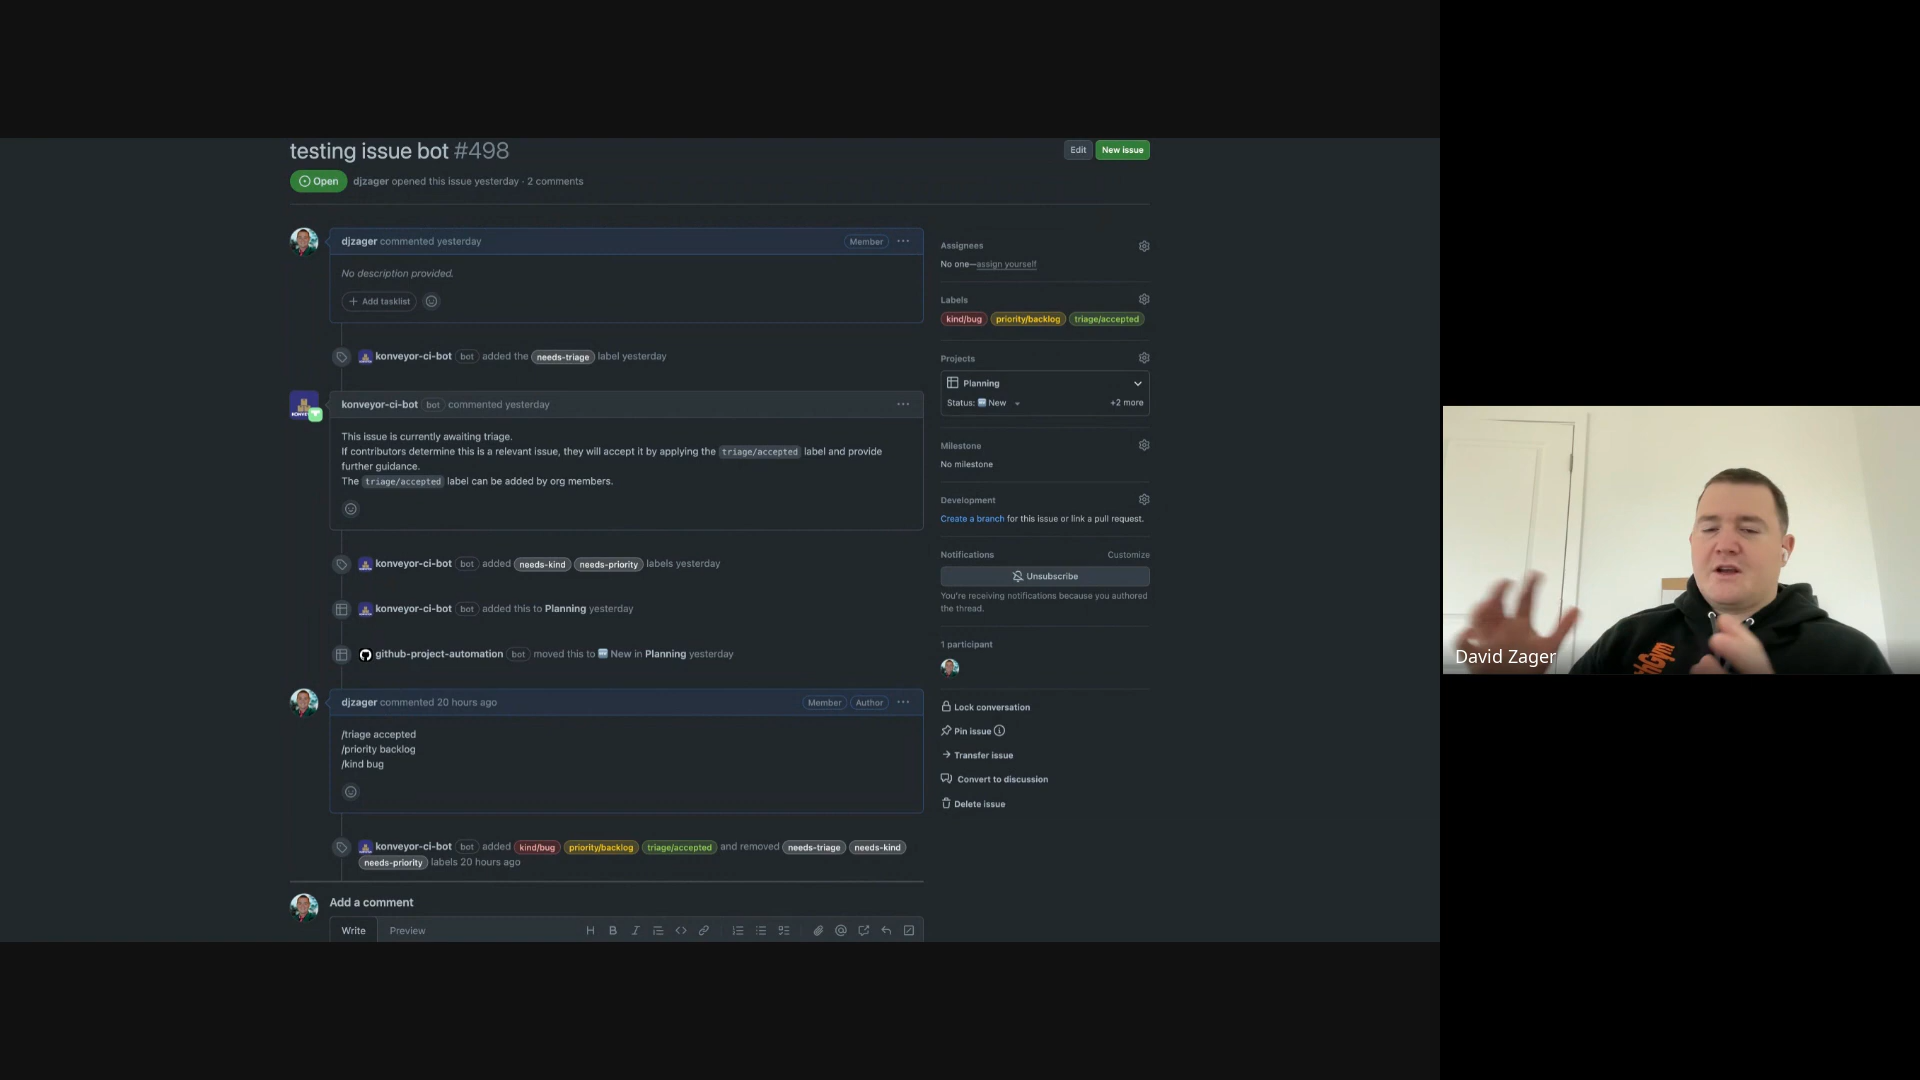 testing issue bot #498
Edit
New issue
Open
djzager opened this issue yesterday · 2 comments
djzager commented yesterday
Member
No description provided.
Add tasklist
konveyor-ci-bot bot added the needs-triage label yesterday
konveyor-ci-bot bot commented yesterday
This issue is currently awaiting triage.
If contributors determine this is a relevant issue, they will accept it by applying the triage/accepted label and provide
further guidance.
The triage/accepted label can be added by org members.
konveyor-ci-bot bot added needs-kind needs-priority labels yesterday
konveyor-ci-bot bot added this to Planning yesterday
github-project-automation bot moved this to New in Planning yesterday
djzager commented 20 hours ago
Member
Author
/triage accepted
/priority backlog
/kind bug
konveyor-ci-bot bot added kind/bug priority/backlog triage/accepted and removed needs-triage needs-kind
needs-priority labels 20 hours ago
Add a comment
Write
Preview
Assignees
No one—assign yourself
Labels
kind/bug priority/backlog triage/accepted
Projects
Planning
Status: New +2 more
Milestone
No milestone
Development
Create a branch for this issue or link a pull request.
Notifications
Customize
Unsubscribe
You're receiving notifications because you authored
the thread.
1 participant
Lock conversation
Pin issue
Transfer issue
Convert to discussion
Delete issue
David Zager